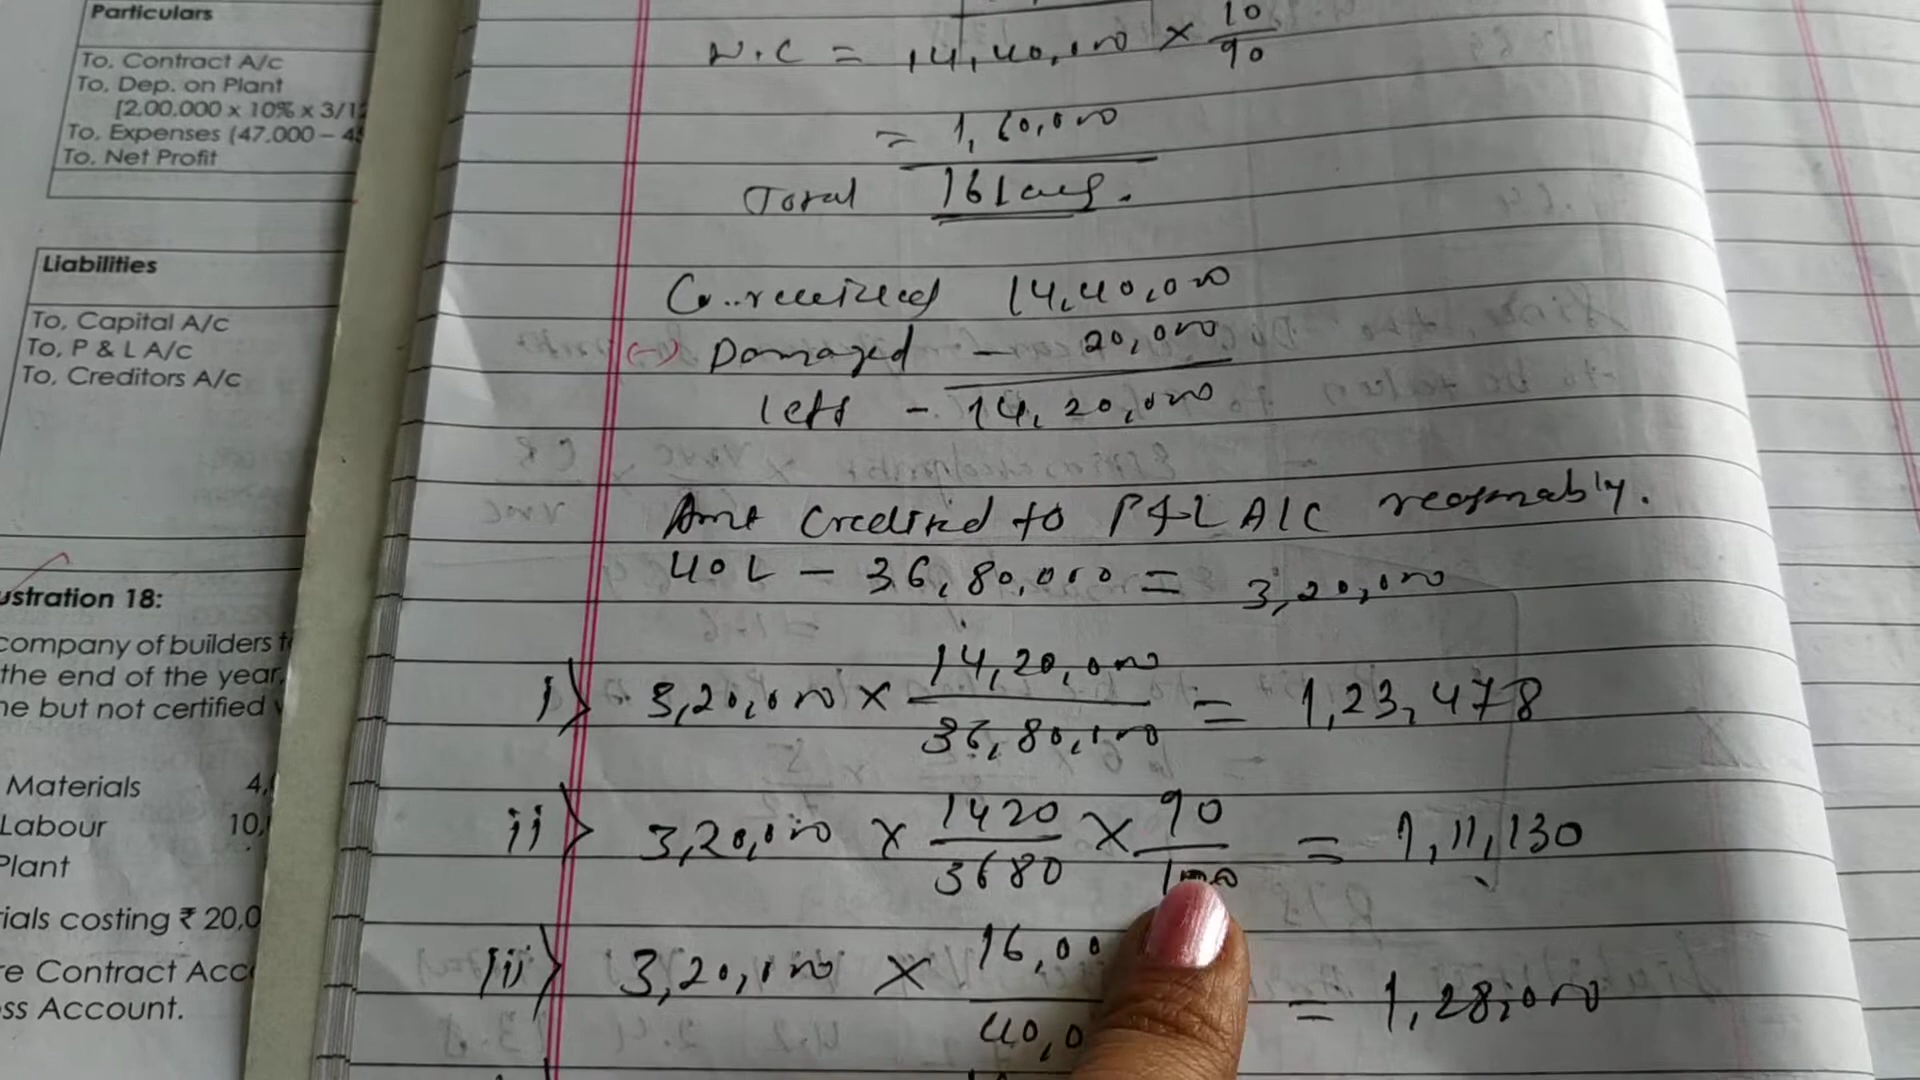 Particulars
To, Contract A/c
To, Dep. on Plant
[2,00,000 x 10% x 3/12
To, Expenses (47,000 – 45
To, Net Profit
Liabilities
To, Capital A/c
To, P & L A/c
To, Creditors A/c
ustration 18:
company of builders t
the end of the year,
ne but not certified
Materials 4,
Labour 10,
Plant
rials costing ₹ 20,0
re Contract Acc
ss Account.
N.C = 14,40,000 × 10/90
= 1,60,000
Total 16 Lacs.
14,40,000
(-) Damaged - 20,000
left - 14,20,000
Amt Credited to P&L A/C reasonably.
40L - 36,80,000 = 3,20,000
i) 3,20,000 × 14,20,000/36,80,000 = 1,23,478
ii) 3,20,000 × 1420/3680 × 90/100 = 1,11,130
iii) 3,20,000 × 16,00 / 40,0 = 1,28,000